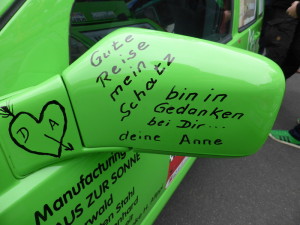 Gute
Reise
mein
Schatz
bin in
Gedanken
bei Dir...
deine Anne
D A
Manufacturing
AUS ZUR SONNE